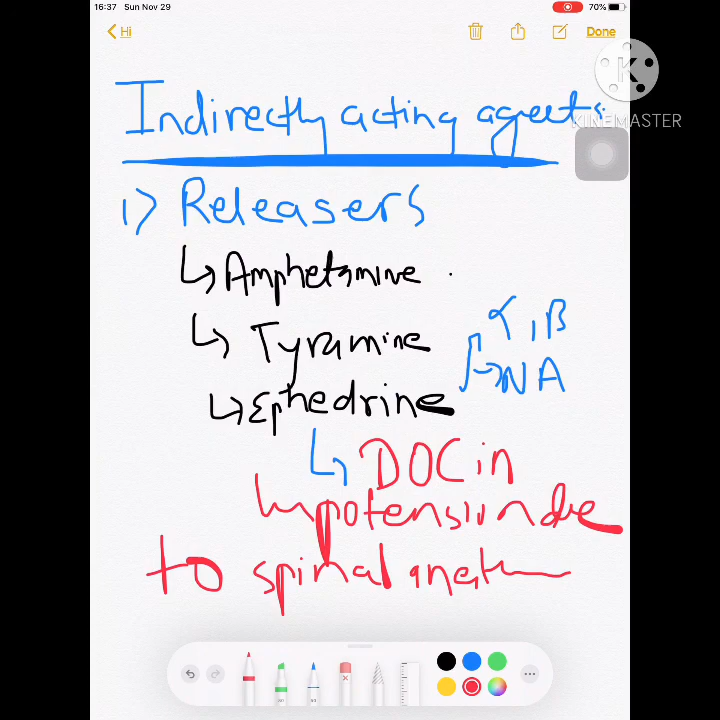 16:37 Sun Nov 29
70%
Hi
Done
K
KINEMASTER
Indirectly acting agents
1) Releasers
↳ Amphetamine
↳ Tyramine
α, β
→ NA
↳ Ephedrine
↳ DOC in
hypotension due
to spinal anesth